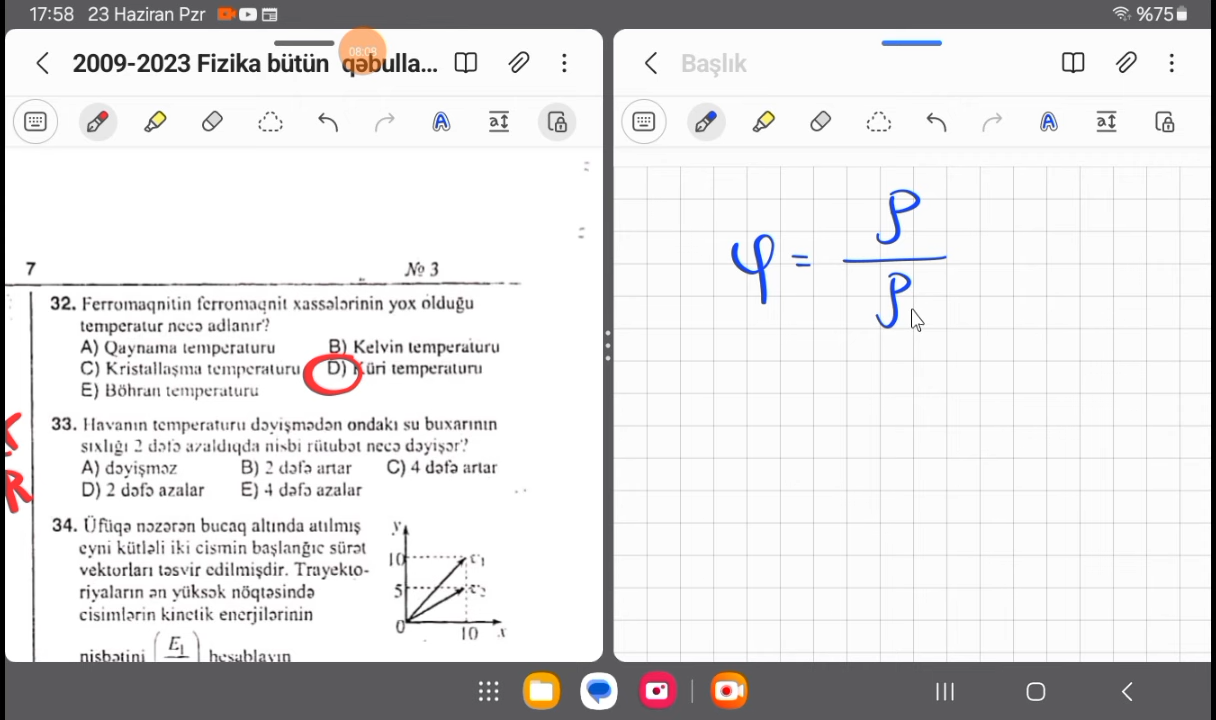 17:58 23 Haziran Pzr
%75
08:08
2009-2023 Fizika bütün qəbulla...
Başlık
7
№ 3
32. Ferromaqnitin ferromaqnit xassələrinin yox olduğu
temperatur necə adlanır?
A) Qaynama temperaturu B) Kelvin temperaturu
C) Kristallaşma temperaturu D) Küri temperaturu
E) Böhran temperaturu
33. Havanın temperaturu dəyişmədən ondakı su buxarının
sıxlığı 2 dəfə azaldıqda nisbi rütubət necə dəyişər?
A) dəyişməz B) 2 dəfə artar C) 4 dəfə artar
D) 2 dəfə azalar E) 4 dəfə azalar
34. Üfüqə nəzərən bucaq altında atılmış
eyni kütləli iki cismin başlanğıc sürət
vektorları təsvir edilmişdir. Trayekto-
riyaların ən yüksək nöqtəsində
cisimlərin kinetik enerjilərinin
nisbətini (E₁ hesablayın
y
10
5
0
10 x
φ = ρ
ρ
R